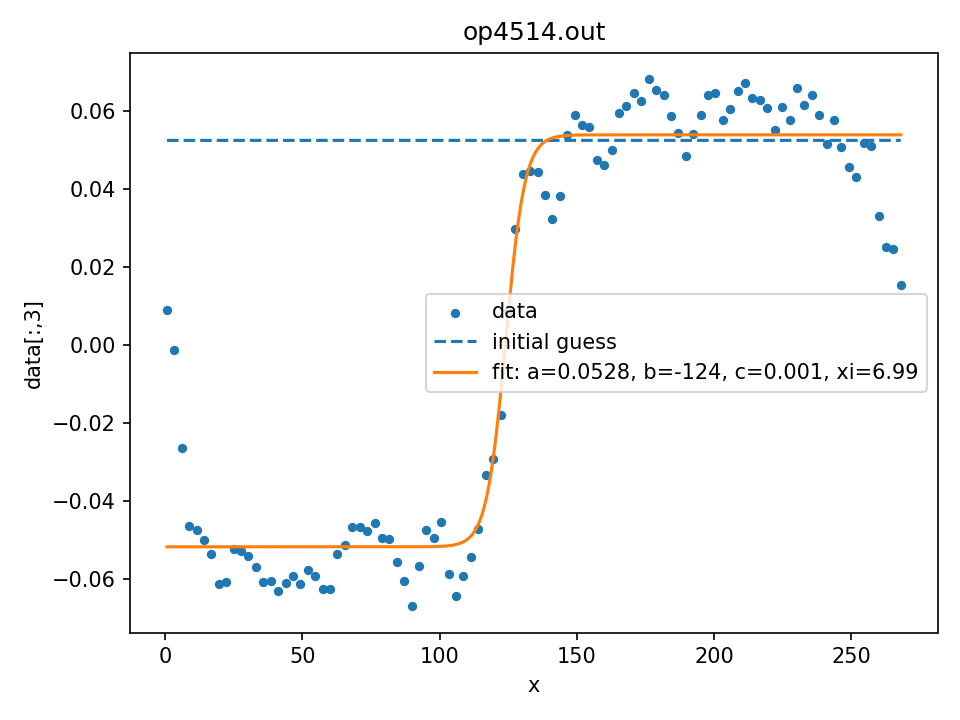 op4514.out
0.06
0.04
0.02
0.00
−0.02
−0.04
−0.06
data[:,3]
data
initial guess
fit: a=0.0528, b=-124, c=0.001, xi=6.99
0 50 100 150 200 250
x